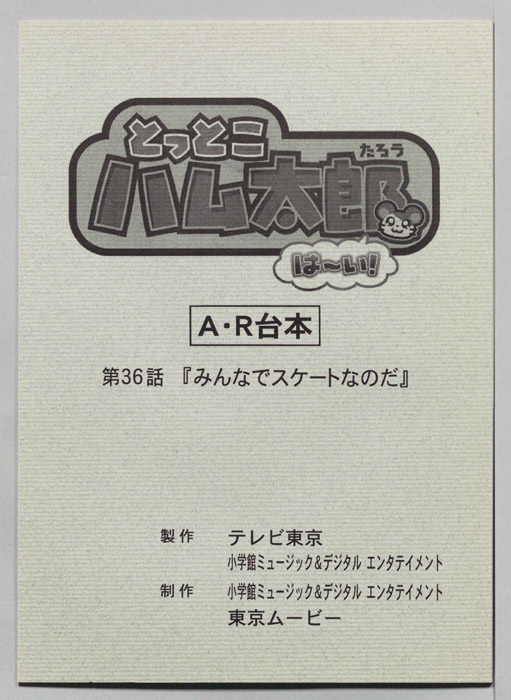 とっとこ
たろう
ハム太郎
は〜い!
A・R台本
第36話 『みんなでスケートなのだ』
製作 テレビ東京
小学館ミュージック&デジタル エンタテイメント
制作 小学館ミュージック&デジタル エンタテイメント
東京ムービー